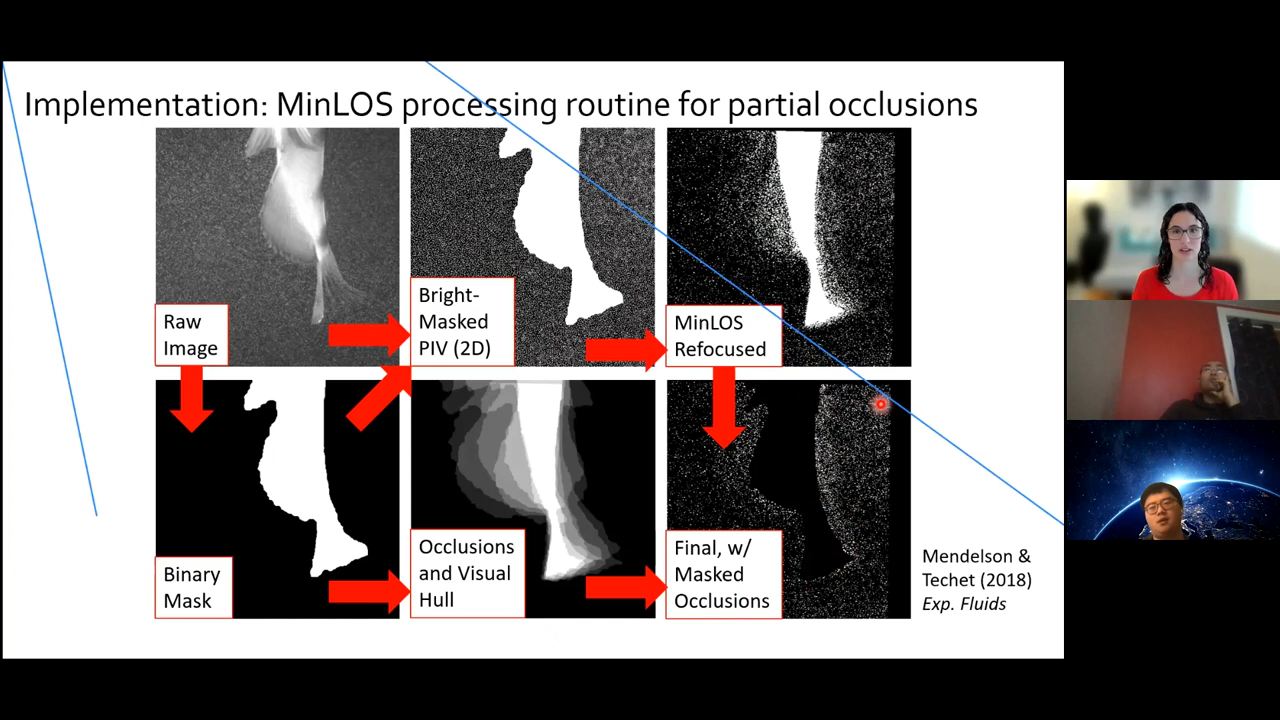 Implementation: MinLOS processing routine for partial occlusions
Raw
Image
Bright-
Masked
PIV (2D)
MinLOS
Refocused
Binary
Mask
Occlusions
and Visual
Hull
Final, w/
Masked
Occlusions
Mendelson &
Techet (2018)
Exp. Fluids